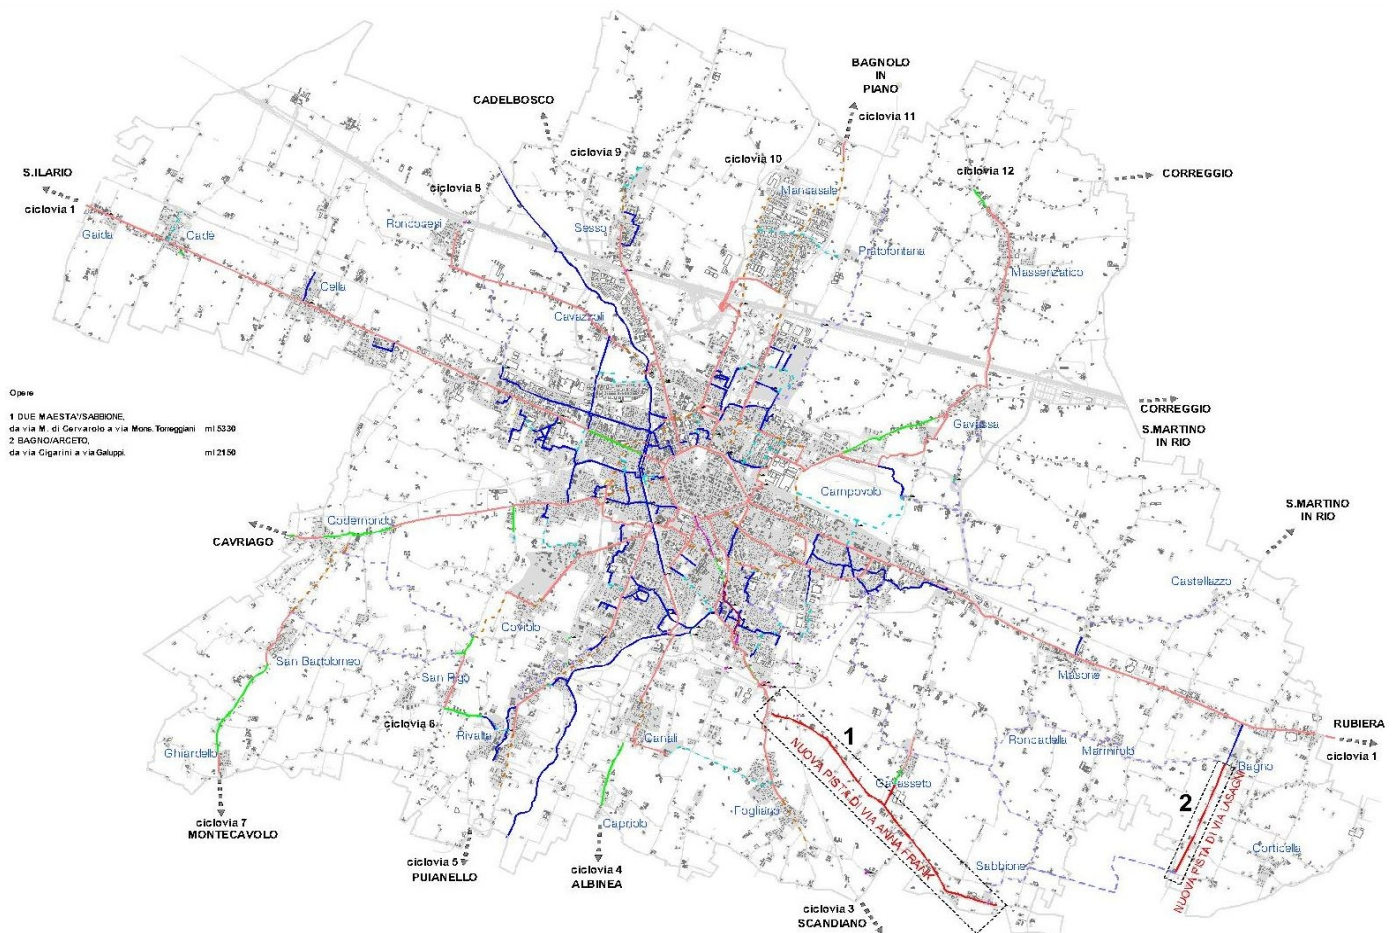 BAGNOLO
IN
PIANO
ciclovia 11
CADELBOSCO
ciclovia 9
ciclovia 10
ciclovia 12
CORREGGIO
S.ILARIO
ciclovia 1
ciclovia 8
Mancasale
Gaida
Cadè
Roncocesi
Sesso
Pratofontana
Massenzatico
Cella
Cavazzoli
Opere
1 DUE MAESTA'/SABBIONE,
da via M. di Cervarolo a via Mons. Torreggiani ml 5330
2 BAGNO/ARCETO,
da via Cigarini a via Galuppi. ml 2150
CORREGGIO
S.MARTINO
IN RIO
Gavassa
Campovolo
S.MARTINO
IN RIO
Codemondo
CAVRIAGO
Castellazzo
Coviolo
San Bartolomeo
San Rigo
Masone
ciclovia 6
Rivalta
Canali
Ghiardello
Roncadella
Marmirolo
RUBIERA
ciclovia 1
Bagno
1
NUOVA PISTA DI VIA ANNA FRANK
Gavasseto
2
NUOVA PISTA DI VIA LASAGNI
Fogliano
Capriolo
ciclovia 7
MONTECAVOLO
Corticella
Sabbione
ciclovia 5
PUIANELLO
ciclovia 4
ALBINEA
ciclovia 3
SCANDIANO